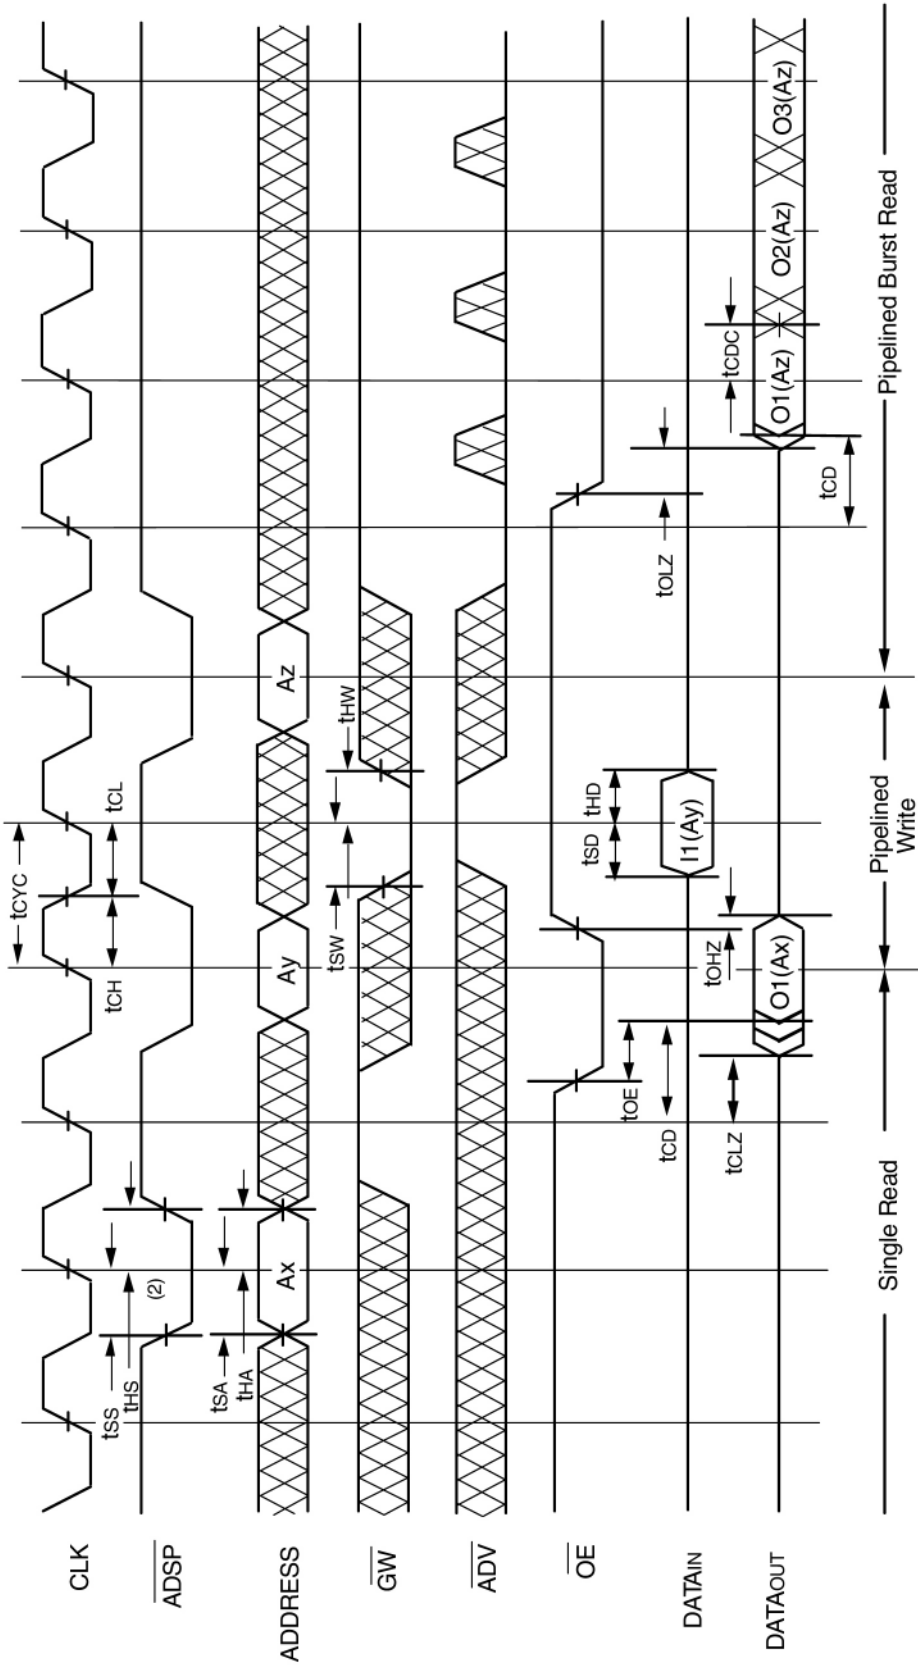 tCYC
tCH
tCL
CLK
tSS
tHS
(2)
ADSP
tSA
tHA
ADDRESS
Ax
Ay
Az
tSW
tHW
GW
ADV
OE
tOE
tOLZ
tSD
tHD
DATAIN
I1(Ay)
tCD
tOHZ
tCDC
tCLZ
DATAOUT
O1(Ax)
O1(Az)
O2(Az)
O3(Az)
tCD
Single Read
Pipelined
Write
Pipelined Burst Read